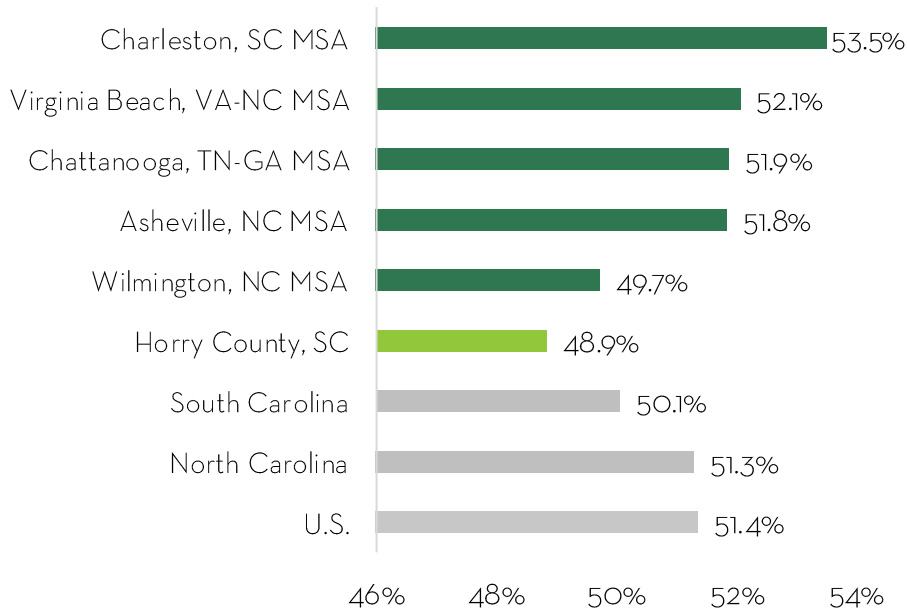 Charleston, SC MSA 53.5%
Virginia Beach, VA-NC MSA 52.1%
Chattanooga, TN-GA MSA 51.9%
Asheville, NC MSA 51.8%
Wilmington, NC MSA 49.7%
Horry County, SC 48.9%
South Carolina 50.1%
North Carolina 51.3%
U.S. 51.4%
46% 48% 50% 52% 54%